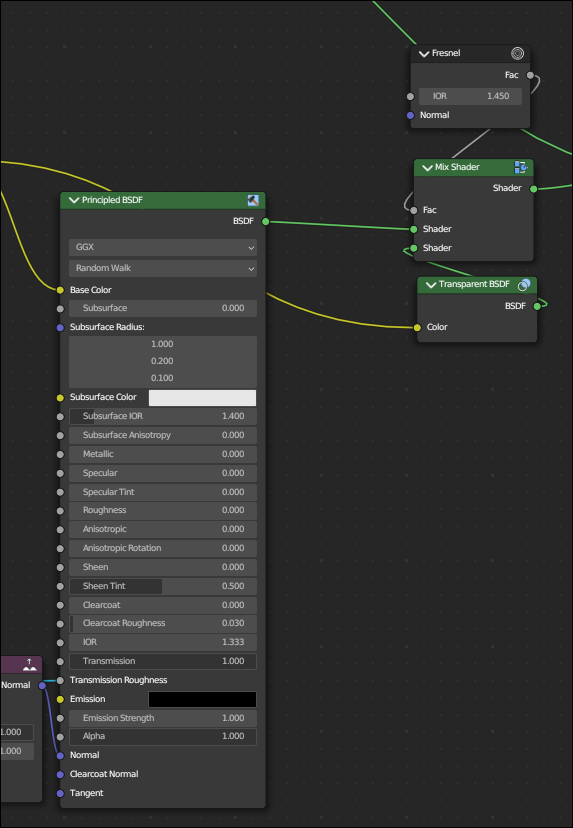 Fresnel
Fac
IOR 1.450
Normal
Mix Shader
Shader
Fac
Shader
Shader
Transparent BSDF
BSDF
Color
Principled BSDF
BSDF
GGX
Random Walk
Base Color
Subsurface 0.000
Subsurface Radius:
1.000
0.200
0.100
Subsurface Color
Subsurface IOR 1.400
Subsurface Anisotropy 0.000
Metallic 0.000
Specular 0.000
Specular Tint 0.000
Roughness 0.000
Anisotropic 0.000
Anisotropic Rotation 0.000
Sheen 0.000
Sheen Tint 0.500
Clearcoat 0.000
Clearcoat Roughness 0.030
IOR 1.333
Transmission 1.000
Transmission Roughness
Emission
Emission Strength 1.000
Alpha 1.000
Normal
Clearcoat Normal
Tangent
Normal
1.000
1.000